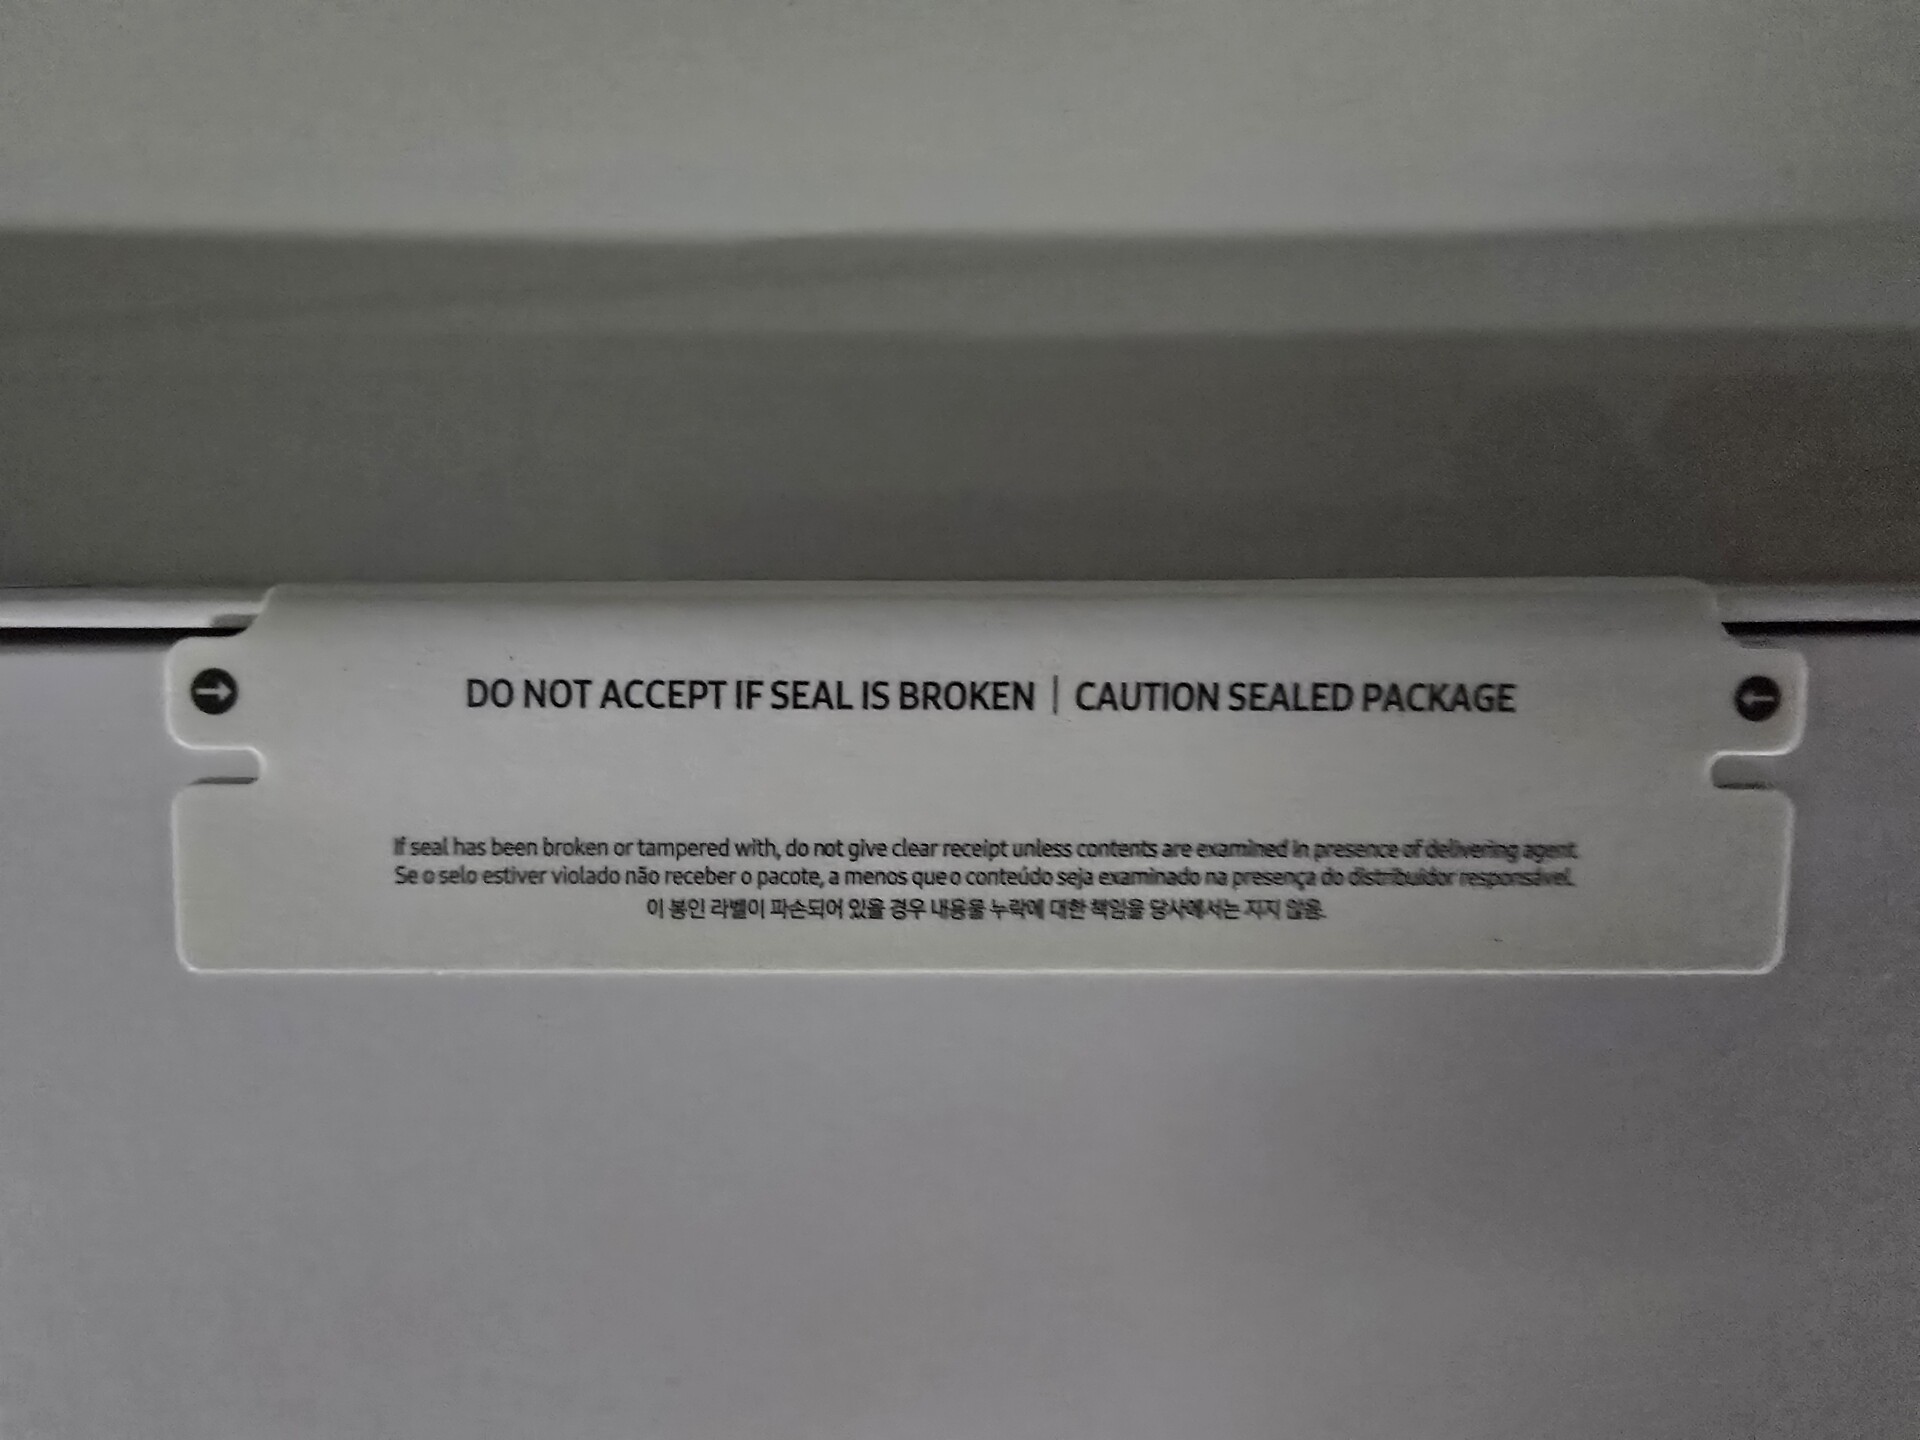 DO NOT ACCEPT IF SEAL IS BROKEN | CAUTION SEALED PACKAGE
If seal has been broken or tampered with, do not give clear receipt unless contents are examined in presence of delivering agent.
Se o selo estiver violado não receber o pacote, a menos que o conteúdo seja examinado na presença do distribuidor responsável.
이 봉인 라벨이 파손되어 있을 경우 내용물 누락에 대한 책임을 당사에서는 지지 않음.